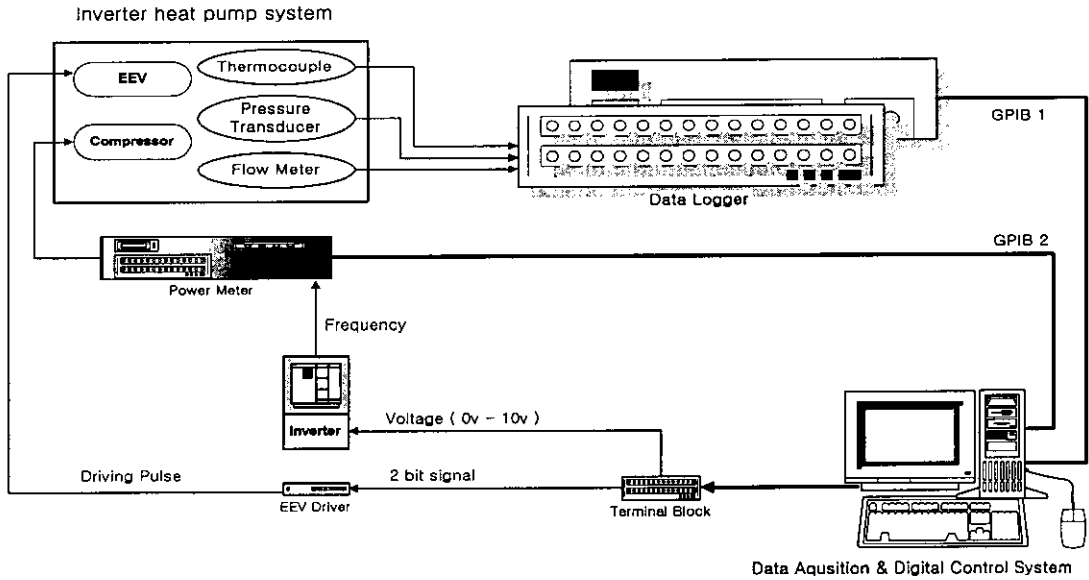 Inverter heat pump system
EEV
Thermocouple
Pressure
Transducer
Compressor
Flow Meter
GPIB 1
Data Logger
GPIB 2
Power Meter
Frequency
Voltage ( 0v - 10v )
Inverter
Driving Pulse
2 bit signal
EEV Driver
Terminal Block
Data Aqusition & Digital Control System